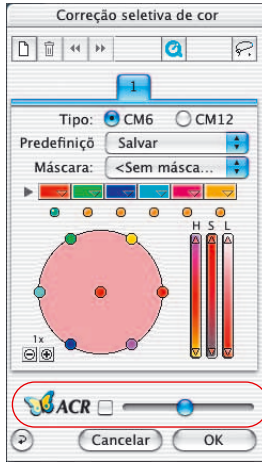 Correção seletiva de cor
1
Tipo: CM6 CM12
Predefiniçõ Salvar
Máscara: <Sem másca...
H S L
1x
ACR
Cancelar OK